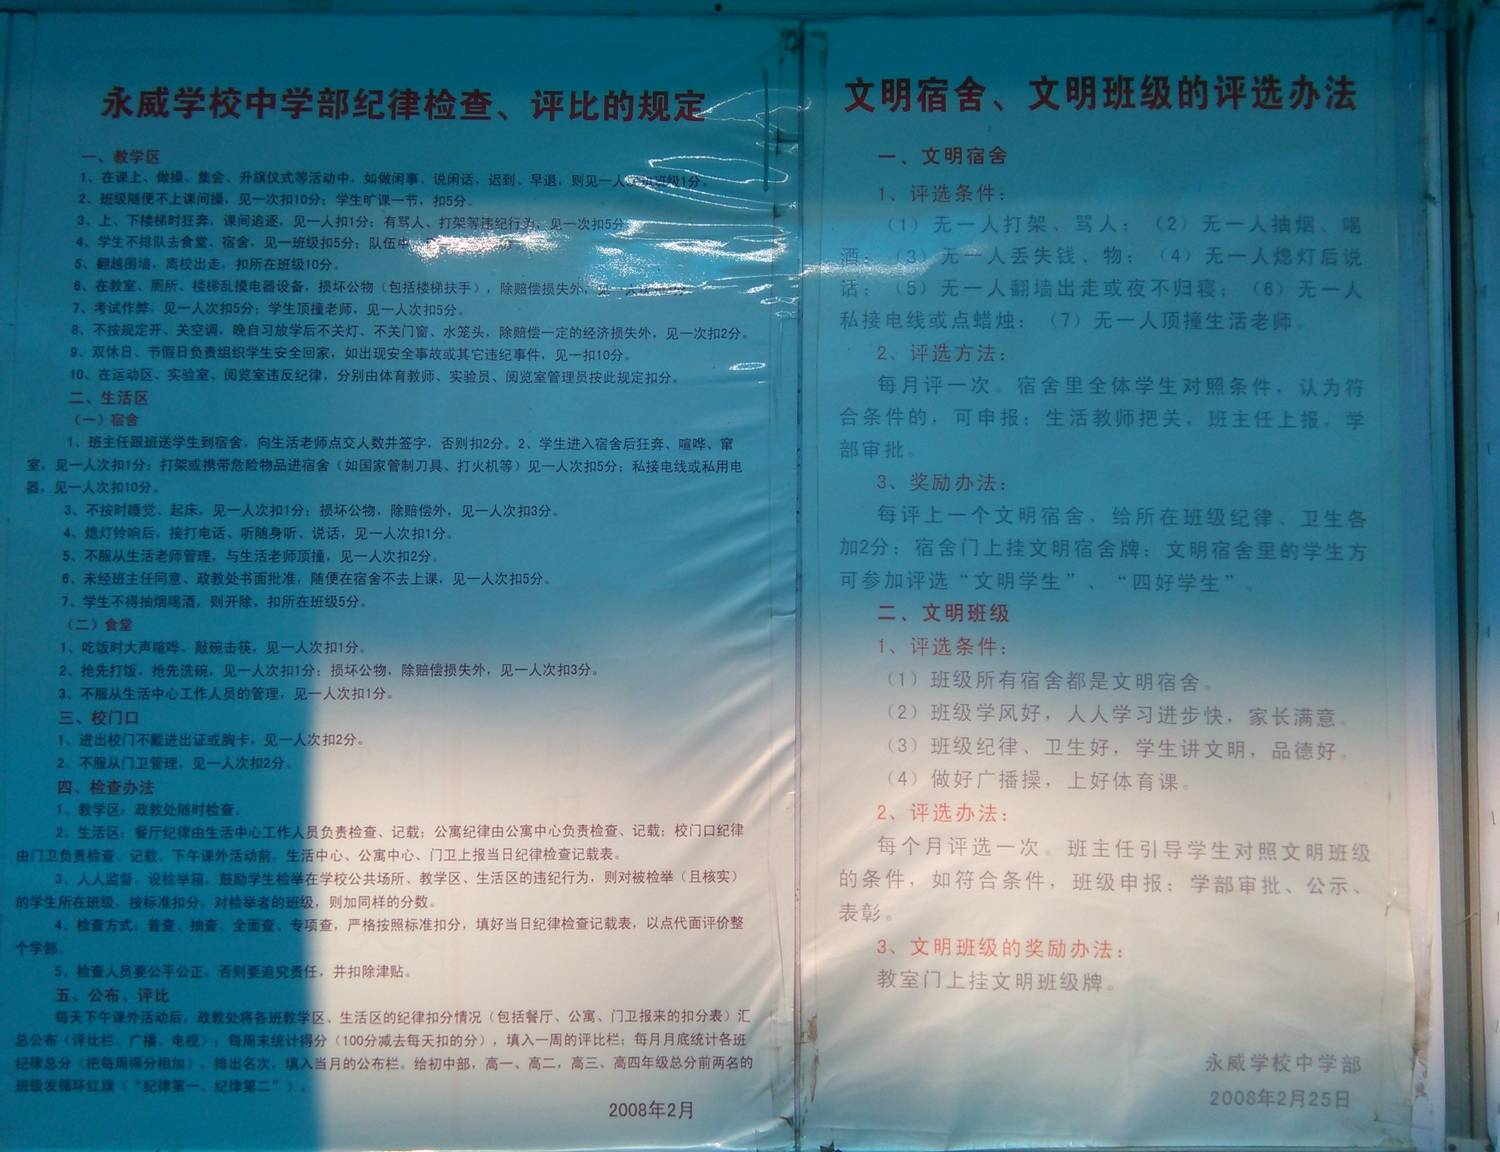 永威学校中学部纪律检查、评比的规定
一、教学区
1、在课上、做操、集会、升旗仪式等活动中，如做闲事、说闲话，迟到、早退，则见一人次扣班级1分。
2、班级随便不上课间操，见一次扣10分；学生旷课一节，扣5分。
3、上、下楼梯时狂奔，课间追逐，见一人扣1分；有骂人、打架等违纪行为、见一次扣5分
4、学生不排队去食堂、宿舍，见一班级扣5分；队伍中
5、翻越围墙，离校出走，扣所在班级10分。
6、在教室、厕所、楼梯乱摸电器设备，损坏公物（包括楼梯扶手），除赔偿损失外，见一
7、考试作弊，见一人次扣5分；学生顶撞老师，见一人次扣5分。
8、不按规定开、关空调，晚自习放学后不关灯、不关门窗、水笼头，除赔偿一定的经济损失外，见一次扣2分。
9、双休日、节假日负责组织学生安全回家，如出现安全事故或其它违纪事件，见一扣10分。
10、在运动区、实验室、阅览室违反纪律，分别由体育教师、实验员、阅览室管理员按此规定扣分。
二、生活区
（一）宿舍
1、班主任跟班送学生到宿舍，向生活老师点交人数并签字，否则扣2分。2、学生进入宿舍后狂奔、喧哗、窜
室，见一人次扣1分；打架或携带危险物品进宿舍（如国家管制刀具、打火机等）见一人次扣5分；私接电线或私用电
器，见一人次扣10分。
3、不按时睡觉、起床，见一人次扣1分；损坏公物，除赔偿外，见一人次扣3分。
4、熄灯铃响后，接打电话、听随身听、说话，见一人次扣1分。
5、不服从生活老师管理，与生活老师顶撞，见一人次扣2分。
6、未经班主任同意、政教处书面批准，随便在宿舍不去上课，见一人次扣5分。
7、学生不得抽烟喝酒，则开除，扣所在班级5分。
（二）食堂
1、吃饭时大声喧哗、敲碗击筷，见一人次扣1分。
2、抢先打饭，抢先洗碗，见一人次扣1分；损坏公物，除赔偿损失外，见一人次扣3分。
3、不服从生活中心工作人员的管理，见一人次扣1分。
三、校门口
1、进出校门不戴进出证或胸卡，见一人次扣2分。
2、不服从门卫管理，见一人次扣2分。
四、检查办法
1、教学区：政教处随时检查。
2、生活区：餐厅纪律由生活中心工作人员负责检查、记载；公寓纪律由公寓中心负责检查、记载；校门口纪律
由门卫负责检查、记载。下午课外活动前，生活中心、公寓中心、门卫上报当日纪律检查记载表。
3、人人监督。设检举箱，鼓励学生检举在学校公共场所、教学区、生活区的违纪行为，则对被检举（且核实）
的学生所在班级，按标准扣分。对检举者的班级，则加同样的分数。
4、检查方式：普查、抽查、全面查、专项查，严格按照标准扣分，填好当日纪律检查记载表，以点代面评价整
个学部。
5、检查人员要公平公正，否则要追究责任，并扣除津贴。
五、公布、评比
每天下午课外活动后，政教处将各班教学区、生活区的纪律扣分情况（包括餐厅、公寓、门卫报来的扣分表）汇
总公布（评比栏、广播、电视）；每周末统计得分（100分减去每天扣的分），填入一周的评比栏；每月月底统计各班
纪律总分（把每周得分相加）、排出名次，填入当月的公布栏。给初中部，高一、高二，高三、高四年级总分前两名的
班级发循环红旗（“纪律第一、纪律第二”）。
2008年2月
文明宿舍、文明班级的评选办法
一、文明宿舍
1、评选条件：
（1）无一人打架、骂人；（2）无一人抽烟、喝
酒；（3）无一人丢失钱、物；（4）无一人熄灯后说
话；（5）无一人翻墙出走或夜不归寝；（6）无一人
私接电线或点蜡烛；（7）无一人顶撞生活老师。
2、评选方法：
每月评一次。宿舍里全体学生对照条件，认为符
合条件的，可申报；生活教师把关，班主任上报，学
部审批。
3、奖励办法：
每评上一个文明宿舍，给所在班级纪律、卫生各
加2分；宿舍门上挂文明宿舍牌；文明宿舍里的学生方
可参加评选“文明学生”、“四好学生”。
二、文明班级
1、评选条件：
（1）班级所有宿舍都是文明宿舍。
（2）班级学风好，人人学习进步快，家长满意。
（3）班级纪律、卫生好，学生讲文明，品德好。
（4）做好广播操，上好体育课。
2、评选办法：
每个月评选一次。班主任引导学生对照文明班级
的条件，如符合条件，班级申报；学部审批、公示、
表彰。
3、文明班级的奖励办法：
教室门上挂文明班级牌。
永威学校中学部
2008年2月25日